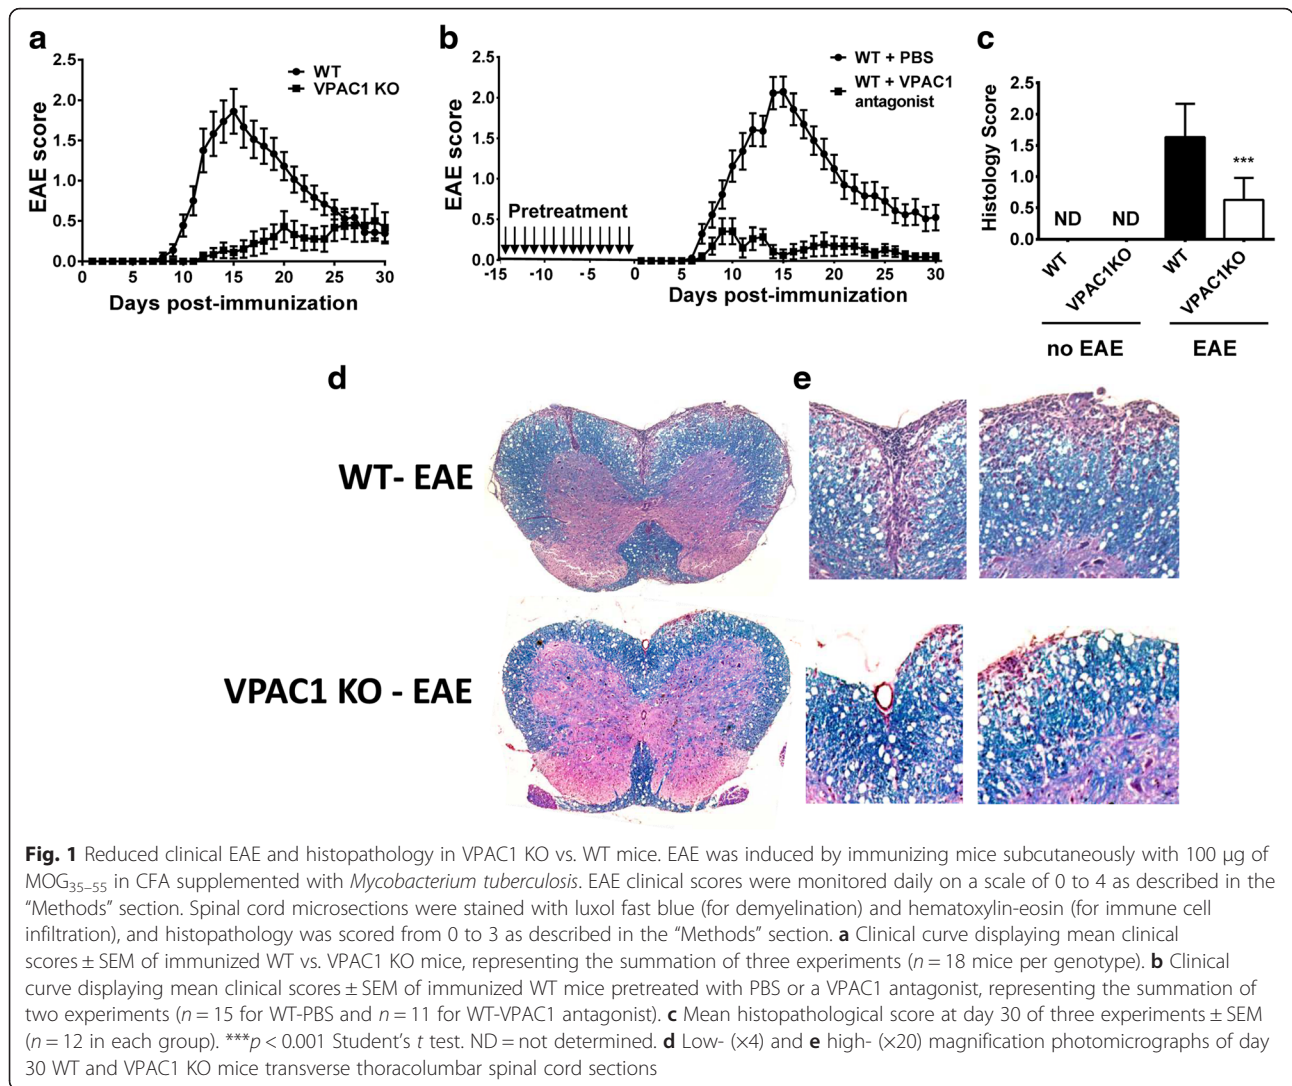 a
2.5
2.0
1.5
1.0
0.5
0.0
EAE score
WT
VPAC1 KO
0 5 10 15 20 25 30
Days post-immunization
b
2.5
2.0
1.5
1.0
0.5
0.0
EAE score
WT + PBS
WT + VPAC1
antagonist
Pretreatment
-15 -10 -5 0 5 10 15 20 25 30
Days post-immunization
c
2.5
2.0
1.5
1.0
0.5
0.0
Histology Score
ND ND ***
WT VPAC1KO WT VPAC1KO
no EAE EAE
d e
WT- EAE
VPAC1 KO - EAE
Fig. 1 Reduced clinical EAE and histopathology in VPAC1 KO vs. WT mice. EAE was induced by immunizing mice subcutaneously with 100 μg of
MOG35–55 in CFA supplemented with Mycobacterium tuberculosis. EAE clinical scores were monitored daily on a scale of 0 to 4 as described in the
“Methods” section. Spinal cord microsections were stained with luxol fast blue (for demyelination) and hematoxylin-eosin (for immune cell
infiltration), and histopathology was scored from 0 to 3 as described in the “Methods” section. a Clinical curve displaying mean clinical
scores ± SEM of immunized WT vs. VPAC1 KO mice, representing the summation of three experiments (n = 18 mice per genotype). b Clinical
curve displaying mean clinical scores ± SEM of immunized WT mice pretreated with PBS or a VPAC1 antagonist, representing the summation of
two experiments (n = 15 for WT-PBS and n = 11 for WT-VPAC1 antagonist). c Mean histopathological score at day 30 of three experiments ± SEM
(n = 12 in each group). ***p < 0.001 Student’s t test. ND = not determined. d Low- (×4) and e high- (×20) magnification photomicrographs of day
30 WT and VPAC1 KO mice transverse thoracolumbar spinal cord sections